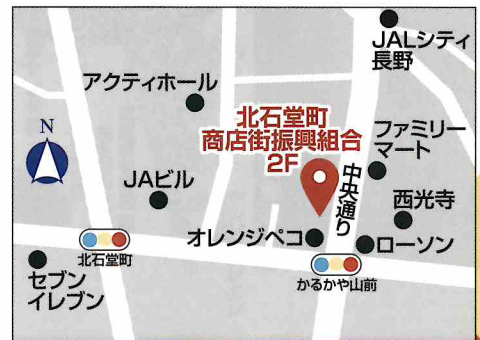 JALシティ
長野
アクティホール
北石堂町
商店街振興組合
2F
ファミリー
マート
N
JAビル
中央通り
西光寺
オレンジペコ
ローソン
北石堂町
かるかや山前
セブン
イレブン